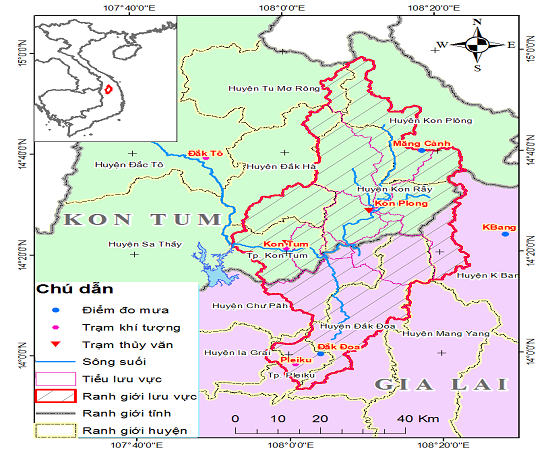 107°40'0"E 108°0'0"E 108°20'0"E
15°0'0"N 15°0'0"N
N
W E
S
Huyện Tu Mơ Rông
Huyện Kon Plông
Măng Cành
14°40'0"N 14°40'0"N
Đắk Tô
Huyện Đắc Tô
Huyện Đắk Hà
Huyện Kon Rẫy
Kon Plong
KON TUM
KBang
Huyện Sa Thầy
Kon Tum
Tp. Kon Tum
14°20'0"N 14°20'0"N
Huyện K Ban
Chú dẫn
Huyện Chư Păh
Điểm đo mưa
Trạm khí tượng
Huyện Đắk Đoa
Huyện Mang Yang
Trạm thủy văn
Đắk Đoa
Huyện Ia Grai
14°0'0"N 14°0'0"N
Sông suối
Pleiku
Tp. Pleiku
Tiểu lưu vực
GIA LAI
Ranh giới lưu vực
Ranh giới tỉnh
0 10 20 40 Km
Ranh giới huyện
107°40'0"E 108°0'0"E 108°20'0"E